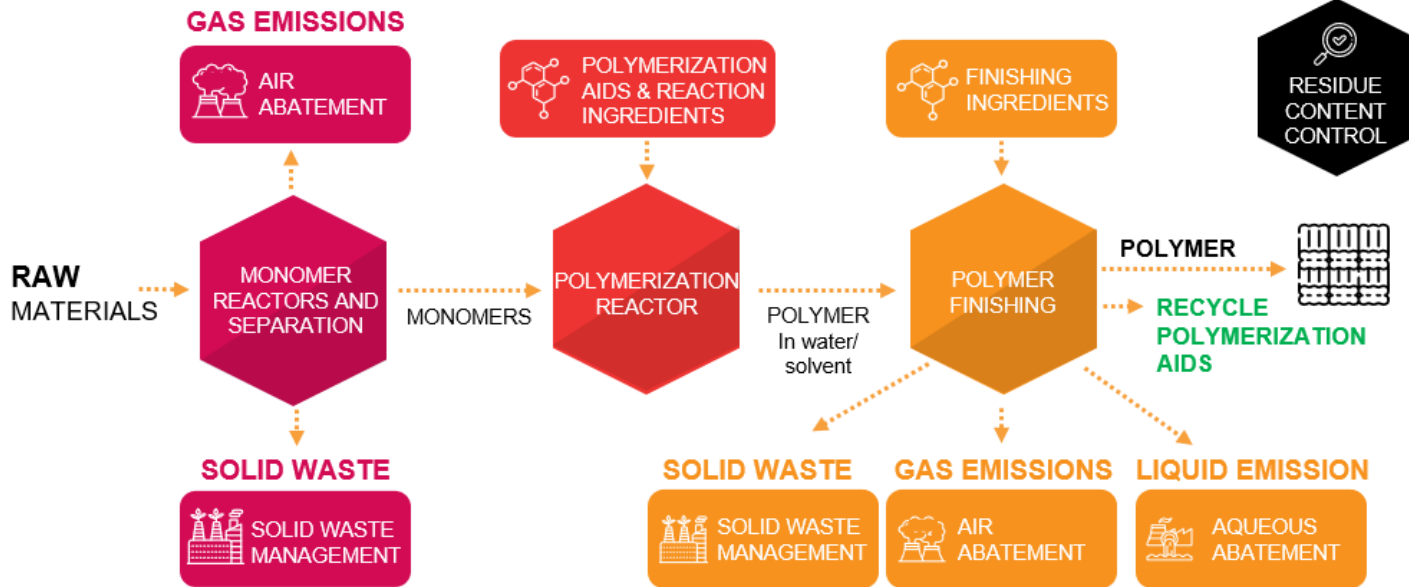 GAS EMISSIONS
AIR
ABATEMENT
POLYMERIZATION
AIDS & REACTION
INGREDIENTS
FINISHING
INGREDIENTS
RESIDUE
CONTENT
CONTROL
RAW
MATERIALS
MONOMER
REACTORS AND
SEPARATION
MONOMERS
POLYMERIZATION
REACTOR
POLYMER
In water/
solvent
POLYMER
FINISHING
POLYMER
RECYCLE
POLYMERIZATION
AIDS
SOLID WASTE
SOLID WASTE
MANAGEMENT
SOLID WASTE
SOLID WASTE
MANAGEMENT
GAS EMISSIONS
AIR
ABATEMENT
LIQUID EMISSION
AQUEOUS
ABATEMENT